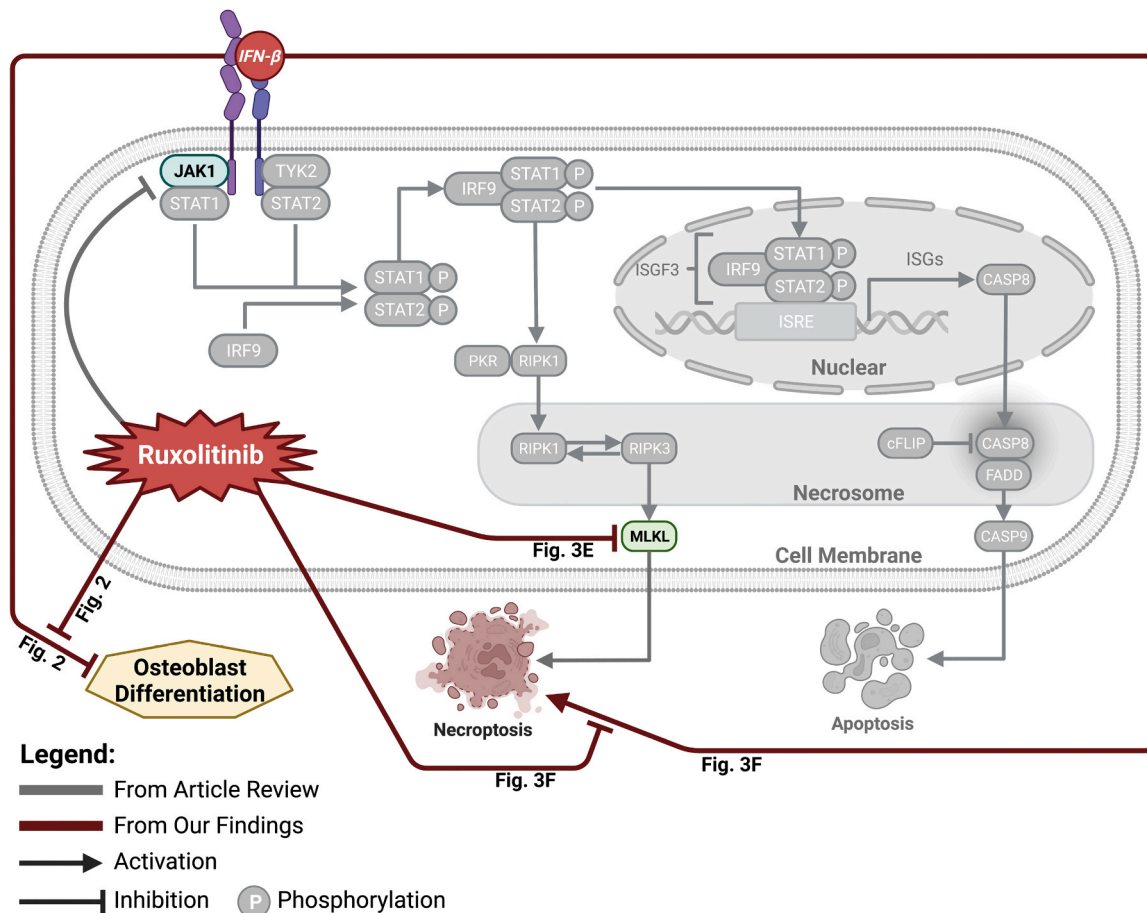 IFN-β
JAK1
TYK2
STAT1
STAT2
IRF9
STAT1
P
STAT2
P
STAT1
P
STAT2
P
IRF9
ISGF3
IRF9
STAT1
P
STAT2
P
ISRE
ISGs
CASP8
Nuclear
PKR
RIPK1
RIPK1
RIPK3
cFLIP
CASP8
FADD
Necrosome
Ruxolitinib
Fig. 3E
MLKL
CASP9
Cell Membrane
Fig. 2
Fig. 2
Osteoblast
Differentiation
Necroptosis
Apoptosis
Fig. 3F
Fig. 3F
Legend:
From Article Review
From Our Findings
Activation
Inhibition
P
Phosphorylation